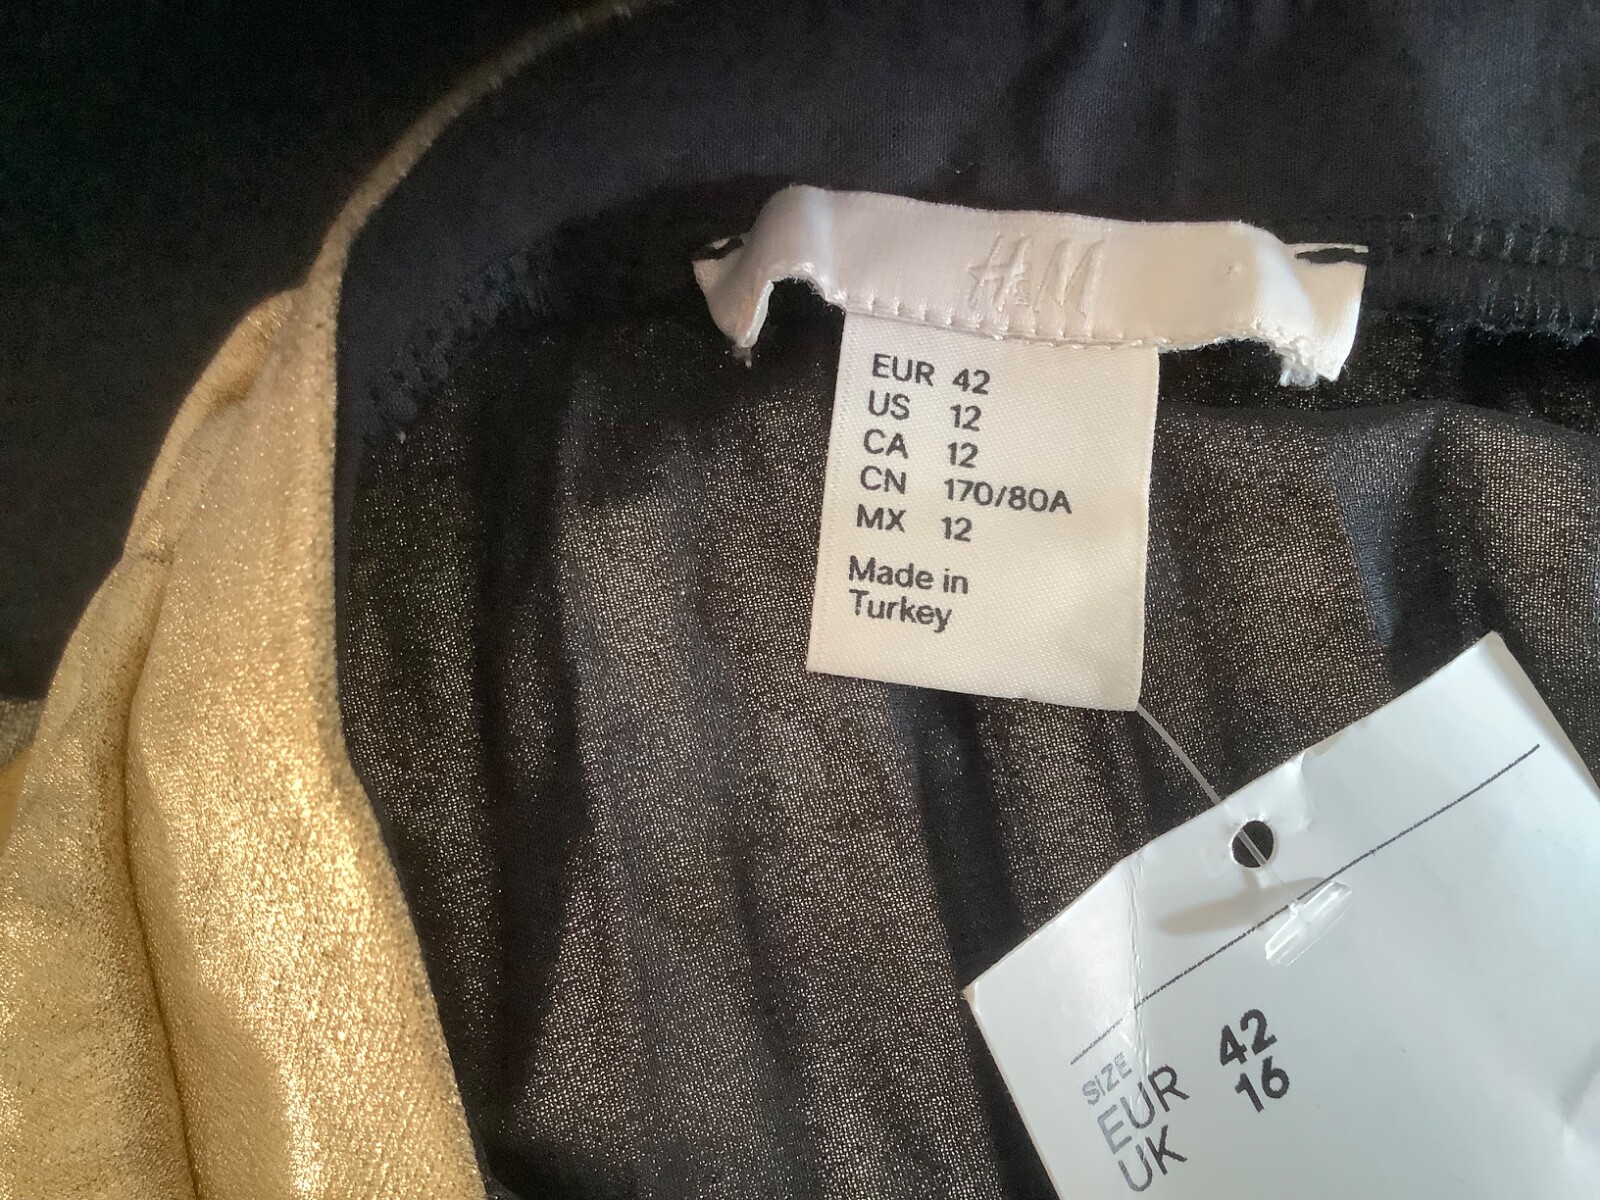 H&M
EUR 42
US 12
CA 12
CN 170/80A
MX 12
Made in
Turkey
SIZE
EUR 42
UK 16